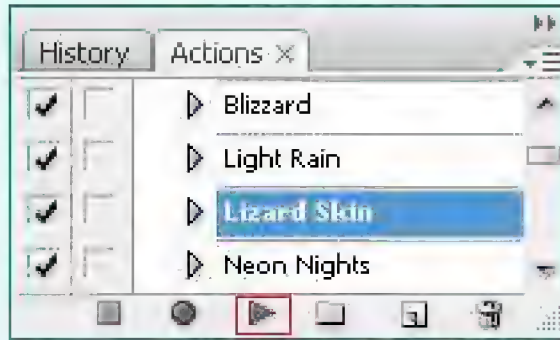 History Actions ×
Blizzard
Light Rain
Lizard Skin
Neon Nights